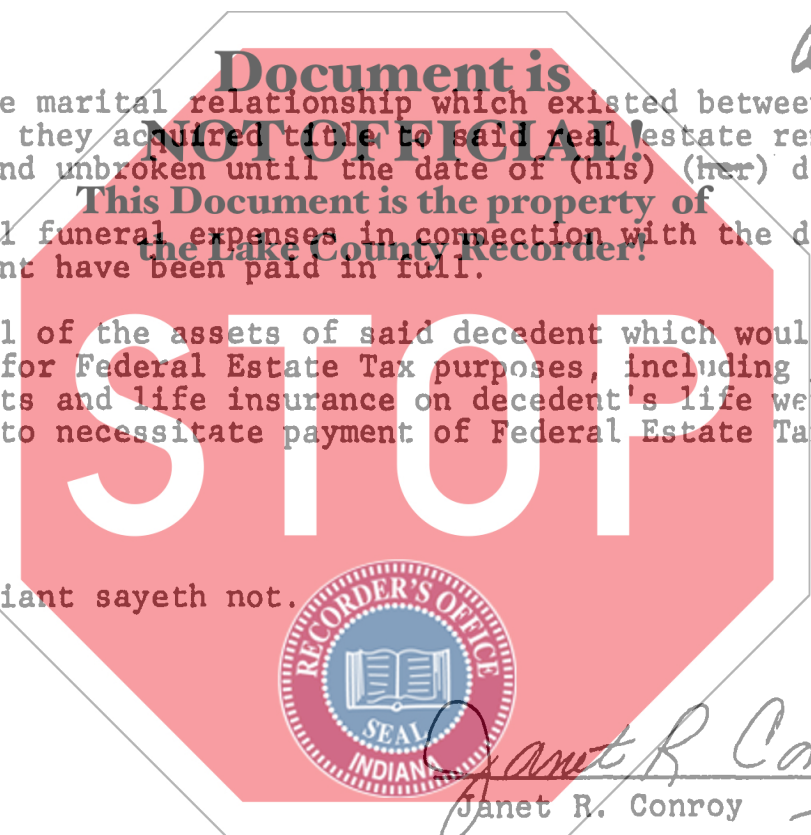 Document is
e marital relationship which existed between
they acquired title to said real estate
NOT OFFICIAL!
nd unbroken until the date of (his) (her) d
This Document is the property of
l funeral expenses in connection with the d
the Lake County Recorder!
nt have been paid in full.
l of the assets of said decedent which woul
for Federal Estate Tax purposes, including
STOP
ts and life insurance on decedent's life we
to necessitate payment of Federal Estate Ta
iant sayeth not.
RECORDER'S OFFICE
SEAL
INDIANA
Janet R Con
Janet R. Conroy